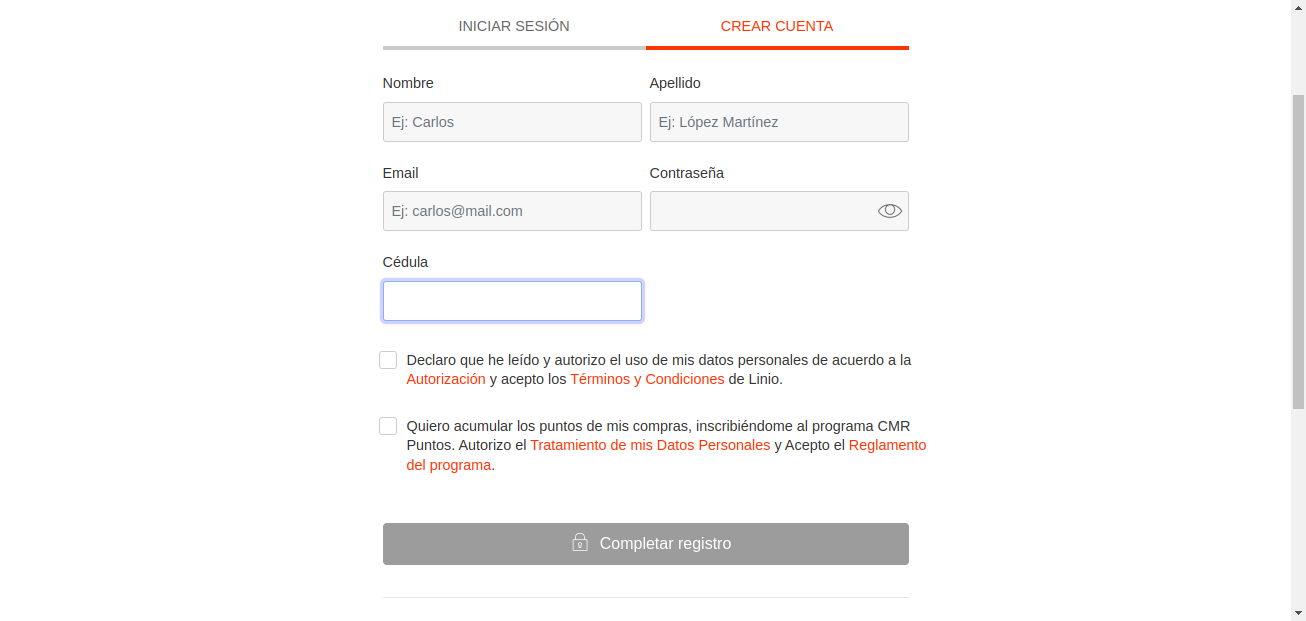 INICIAR SESIÓN CREAR CUENTA
Nombre Apellido
Ej: Carlos Ej: López Martínez
Email Contraseña
Ej: carlos@mail.com
Cédula
Declaro que he leído y autorizo el uso de mis datos personales de acuerdo a la
Autorización y acepto los Términos y Condiciones de Linio.
Quiero acumular los puntos de mis compras, inscribiéndome al programa CMR
Puntos. Autorizo el Tratamiento de mis Datos Personales y Acepto el Reglamento
del programa.
Completar registro